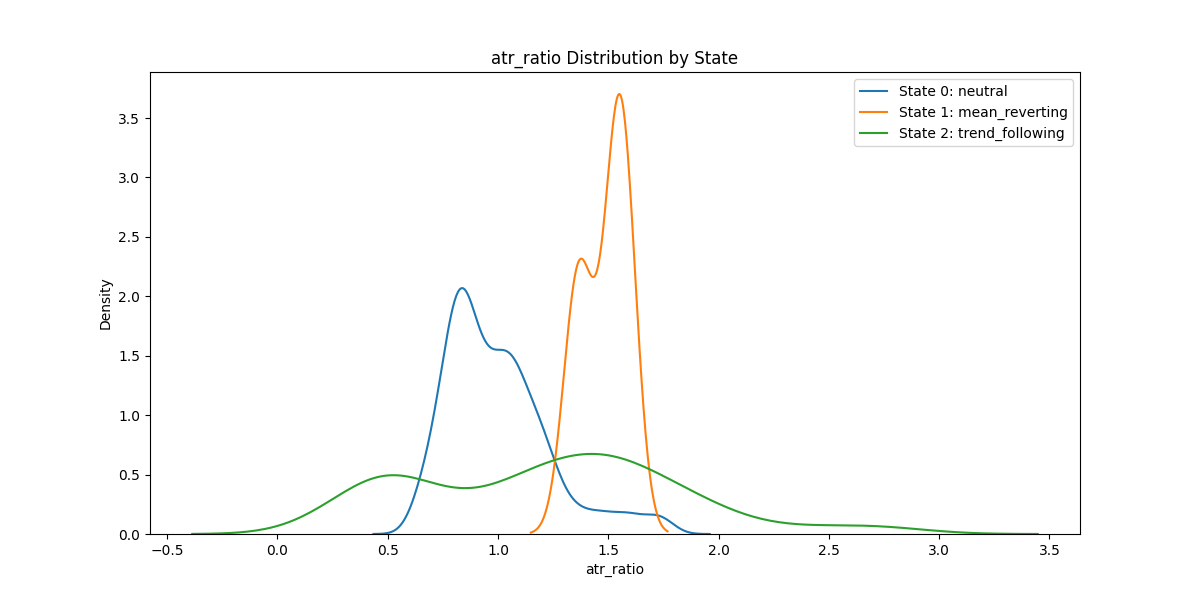 atr_ratio Distribution by State
State 0: neutral
State 1: mean_reverting
State 2: trend_following
Density
3.5
3.0
2.5
2.0
1.5
1.0
0.5
0.0
−0.5 0.0 0.5 1.0 1.5 2.0 2.5 3.0 3.5
atr_ratio